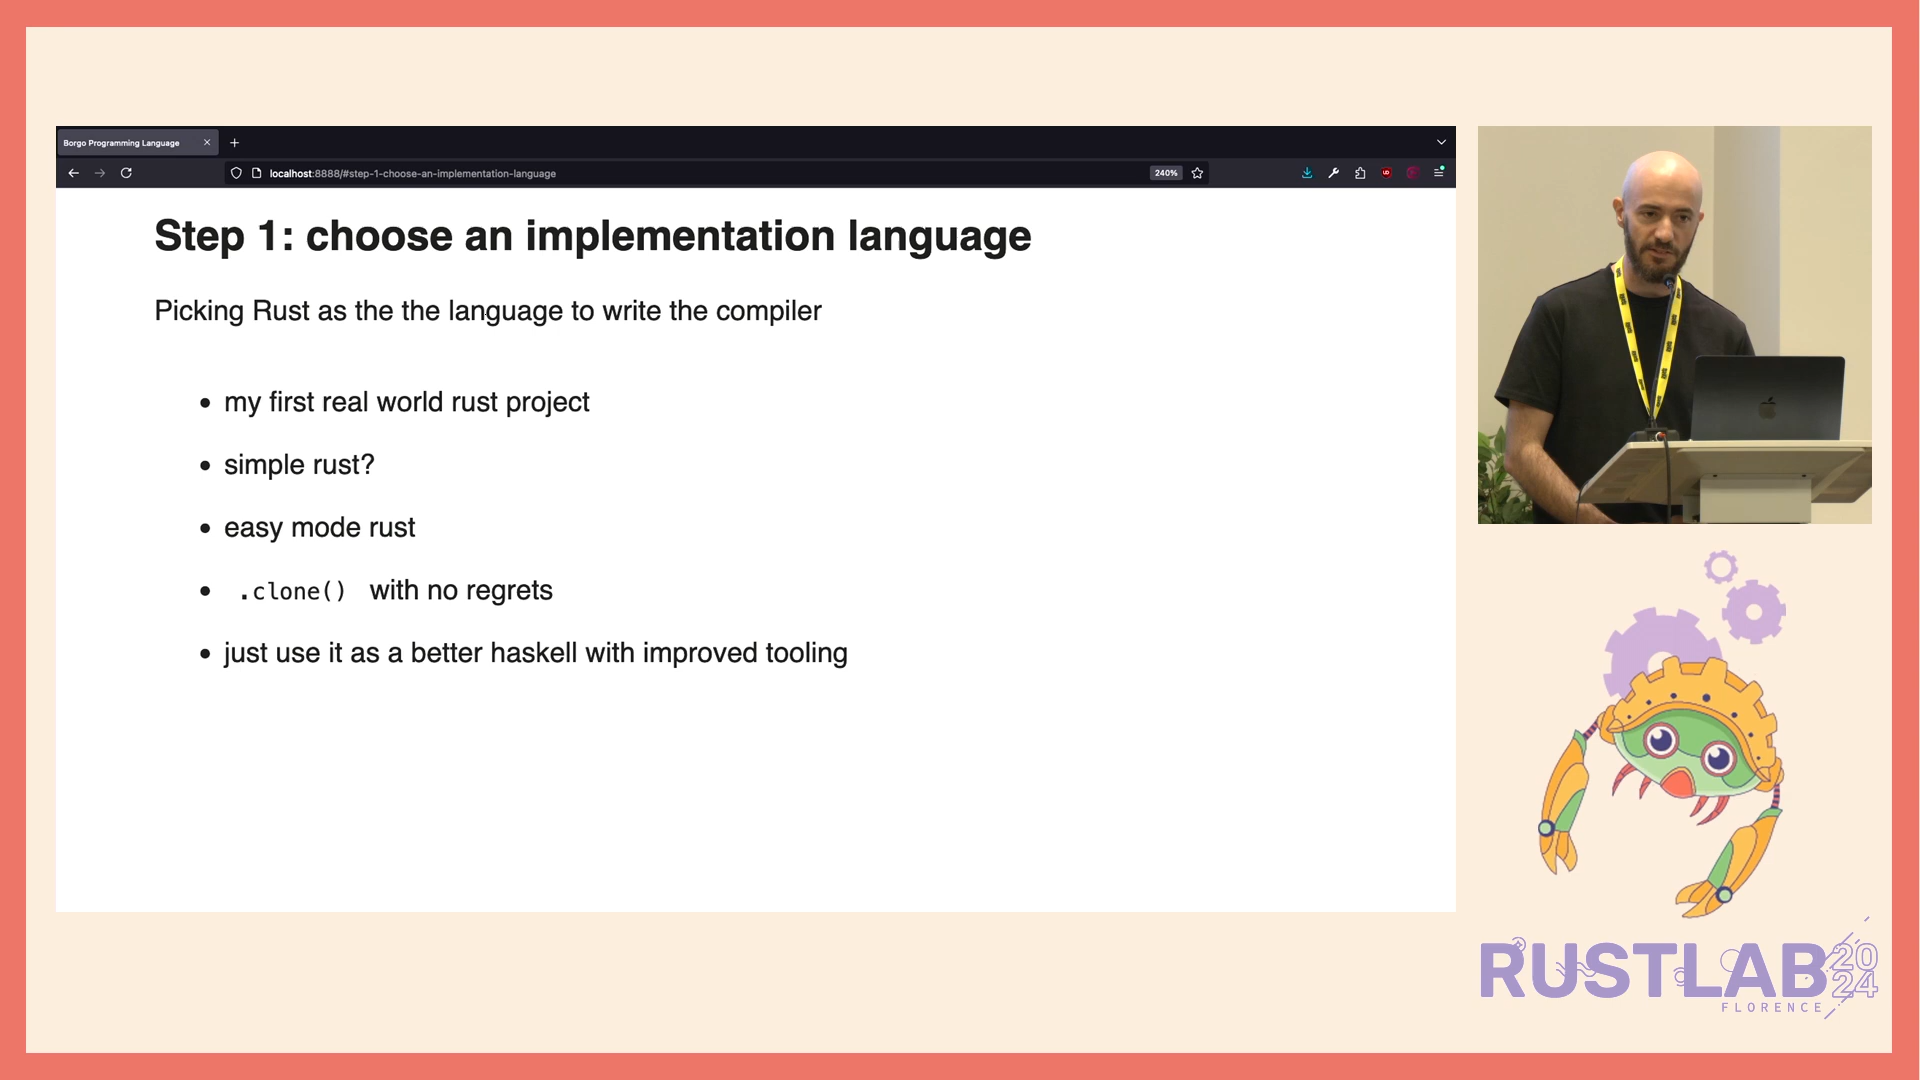 Borgo Programming Language
localhost:8888/#step-1-choose-an-implementation-language
240%
Step 1: choose an implementation language
Picking Rust as the the language to write the compiler
• my first real world rust project
• simple rust?
• easy mode rust
• .clone() with no regrets
• just use it as a better haskell with improved tooling
RUSTLAB 2024
FLORENCE